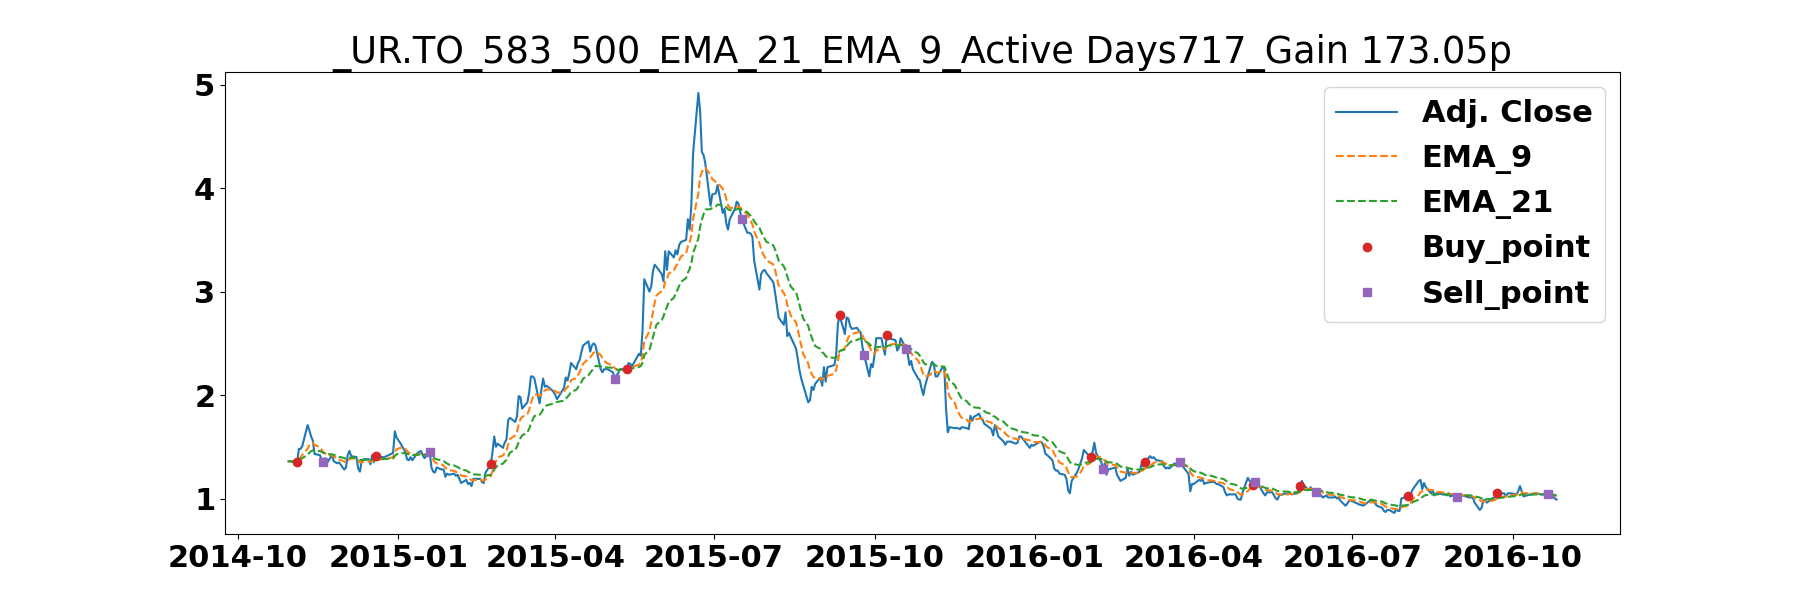 _UR.TO_583_500_EMA_21_EMA_9_Active Days717_Gain 173.05p
5
4
3
2
1
Adj. Close
EMA_9
EMA_21
Buy_point
Sell_point
2014-10 2015-01 2015-04 2015-07 2015-10 2016-01 2016-04 2016-07 2016-10